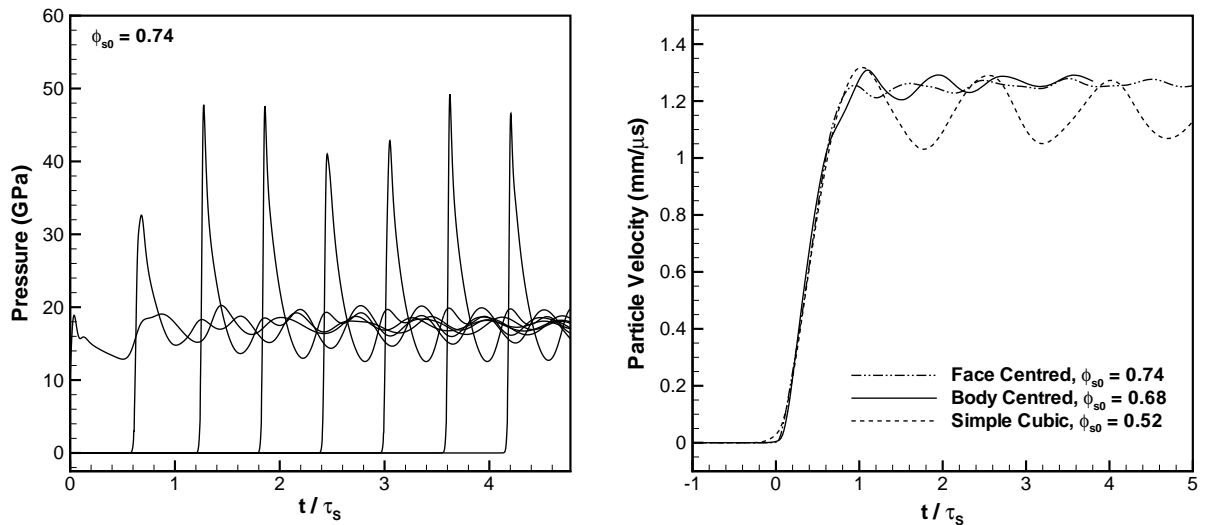 60
50
40
30
20
10
0
Pressure (GPa)
ϕs0 = 0.74
0 1 2 3 4
t / τS
1.4
1.2
1
0.8
0.6
0.4
0.2
0
Particle Velocity (mm/μs)
Face Centred, ϕs0 = 0.74
Body Centred, ϕs0 = 0.68
Simple Cubic, ϕs0 = 0.52
-1 0 1 2 3 4 5
t / τS